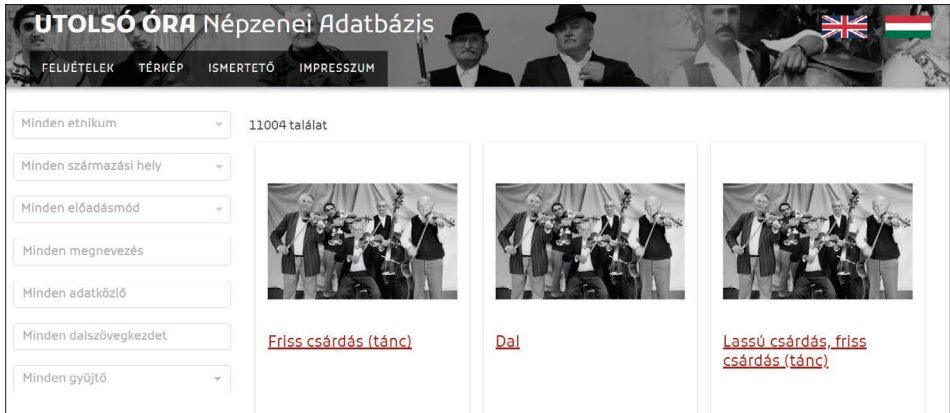 UTOLSÓ ÓRA Népzenei Adatbázis
FELVÉTELEK TÉRKÉP ISMERTETŐ IMPRESSZUM
Minden etnikum
Minden származási hely
Minden előadásmód
Minden megnevezés
Minden adatközlő
Minden dalszövegkezdet
Minden gyűjtő
11004 találat
Friss csárdás (tánc)
Dal
Lassú csárdás, friss
csárdás (tánc)